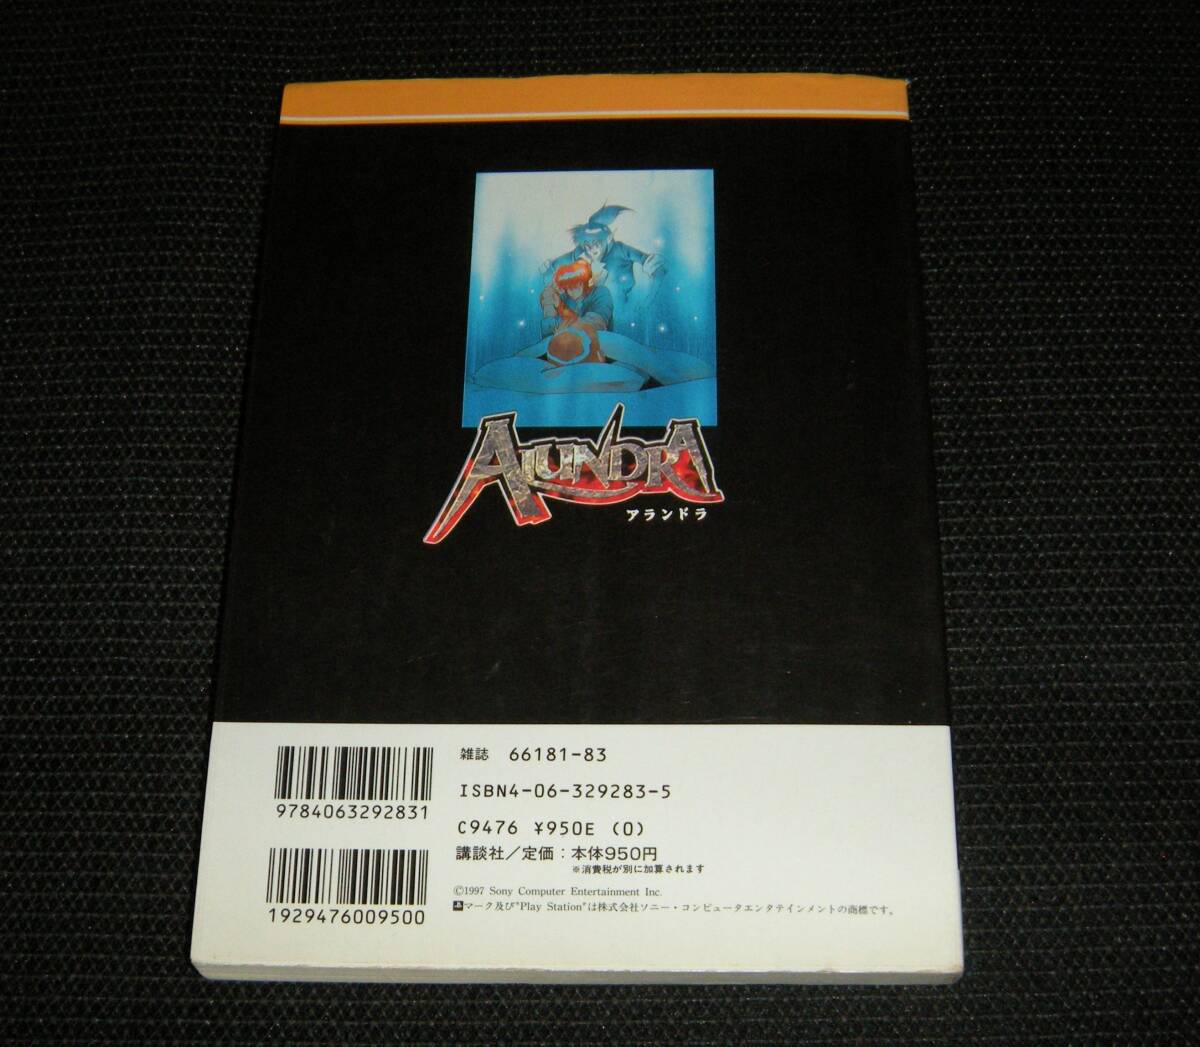 ALUNDRA
アランドラ
雑誌 66181-83
ISBN4-06-329283-5
9784063292831
C9476 ¥950E (0)
講談社／定価：本体950円
※消費税が別に加算されます
1929476009500
©1997 Sony Computer Entertainment Inc.
マーク及び"Play Station"は株式会社ソニー・コンピュータエンタテインメントの商標です。